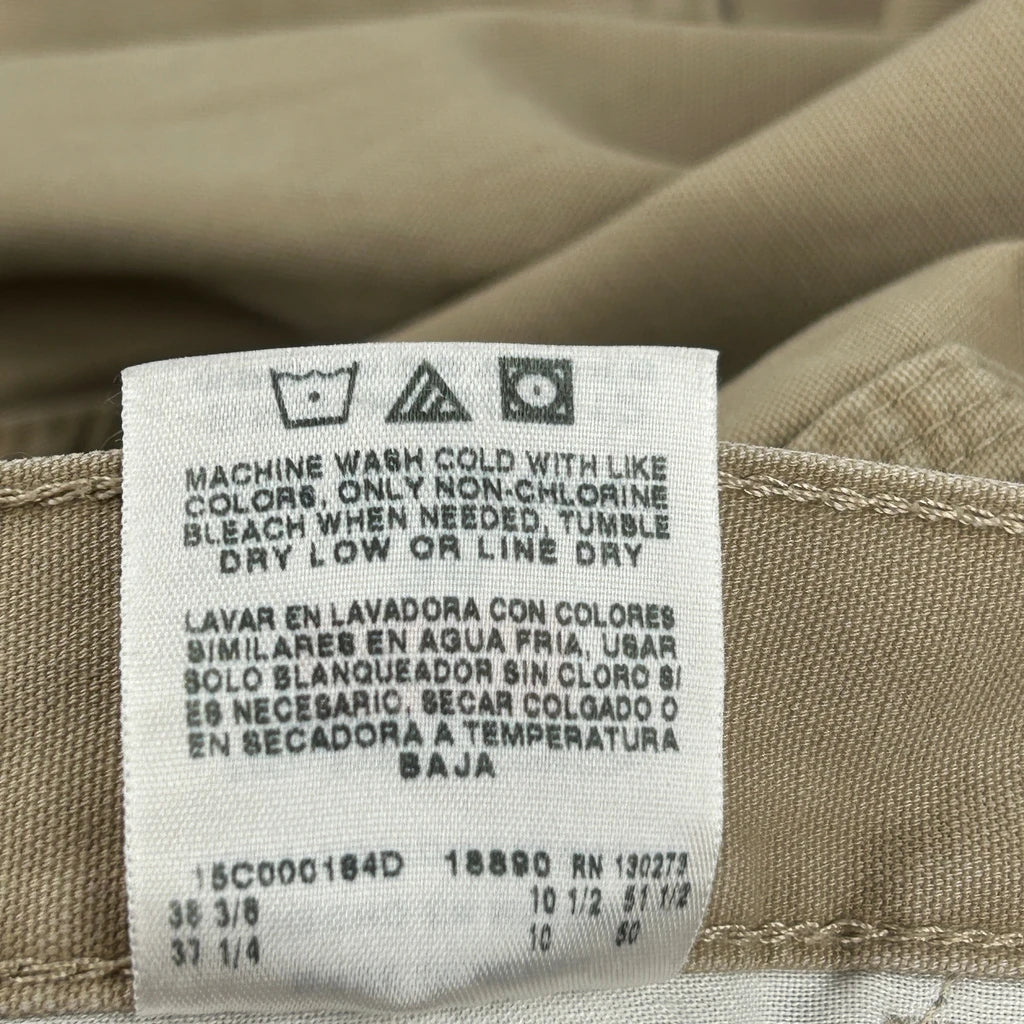 MACHINE WASH COLD WITH LIKE
COLORS, ONLY NON-CHLORINE
BLEACH WHEN NEEDED, TUMBLE
DRY LOW OR LINE DRY
LAVAR EN LAVADORA CON COLORES
SIMILARES EN AGUA FRIA, USAR
SOLO BLANQUEADOR SIN CLORO SI
ES NECESARIO, SECAR COLGADO O
EN SECADORA A TEMPERATURA
BAJA
15C000164D 18890 RN 130273
38 3/8 10 1/2 51 1/2
37 1/4 10 50